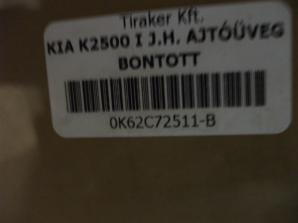 Tiraker Kft.
KIA K2500 I J.H. AJTÓÜVEG
BONTOTT
0K62C72511-B